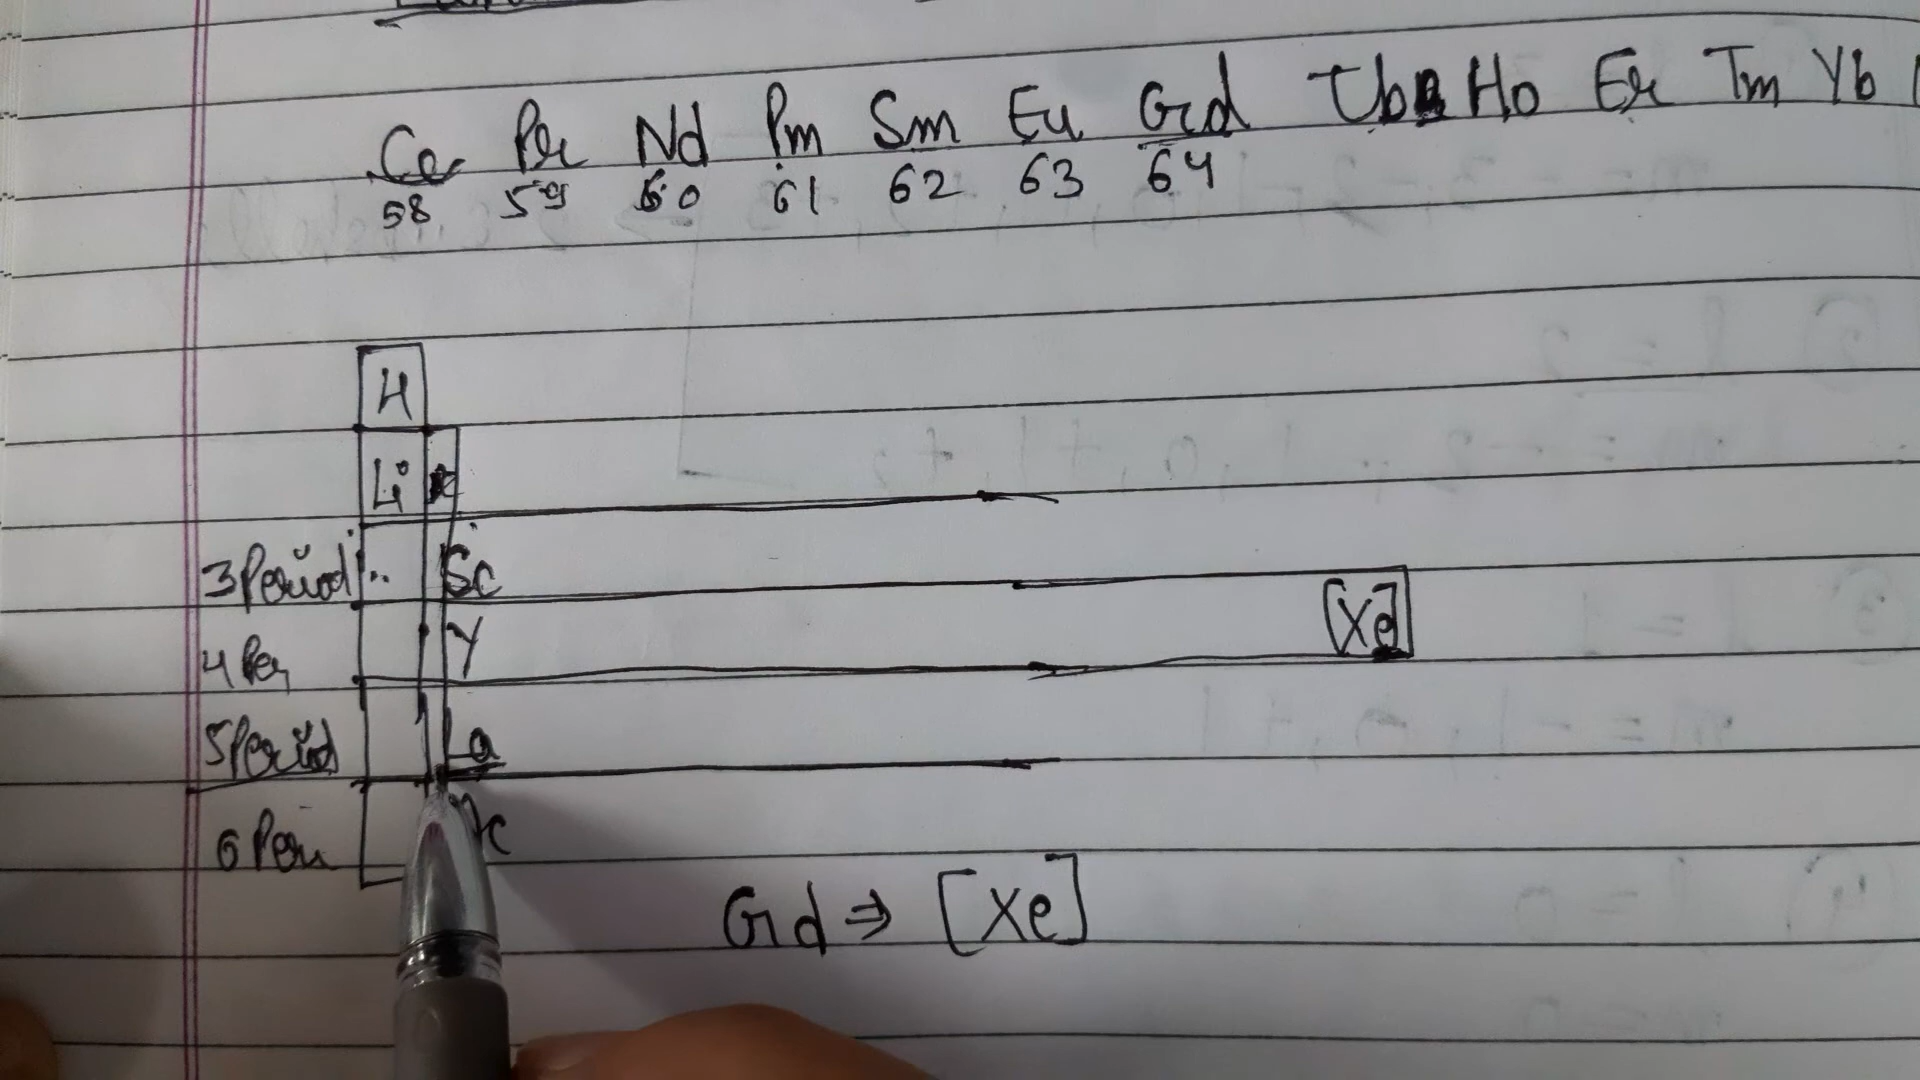 Ce Pr Nd Pm Sm Eu Gd Tb Ho Er Tm Yb
58 59 60 61 62 63 64
H
Li
3 Period Sc
[Xe]
4 Per Y
5 Period La
6 Peri
Gd ⇒ [Xe]